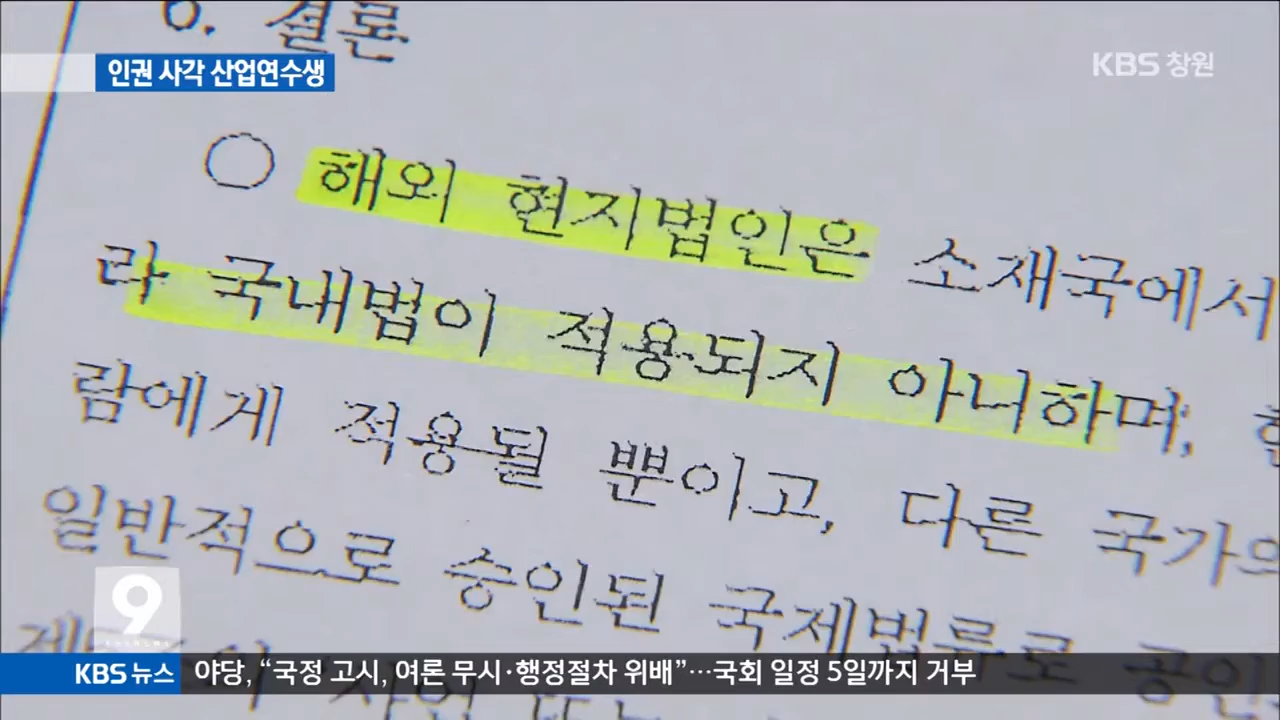 6. 결론
인권 사각 산업연수생
KBS 창원
○ 해외 현지법인은 소재국에서
라 국내법이 적용되지 아니하며,
람에게 적용될 뿐이고, 다른 국가의
일반적으로 승인된 국제법류로 공인
9
KBS 뉴스 야당, “국정 고시, 여론 무시·행정절차 위배”…국회 일정 5일까지 거부